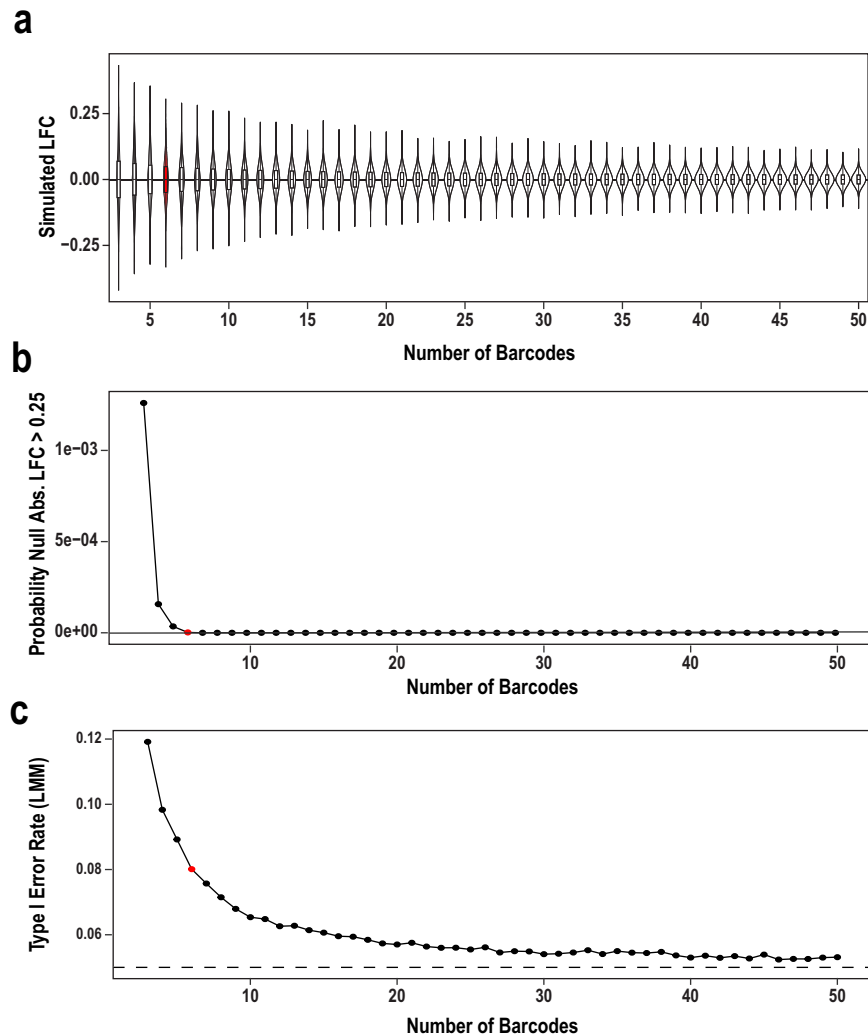 a
Simulated LFC
0.25
0.00
−0.25
5 10 15 20 25 30 35 40 45 50
Number of Barcodes
b
Probability Null Abs. LFC > 0.25
1e−03
5e−04
0e+00
10 20 30 40 50
Number of Barcodes
c
Type I Error Rate (LMM)
0.12
0.10
0.08
0.06
10 20 30 40 50
Number of Barcodes